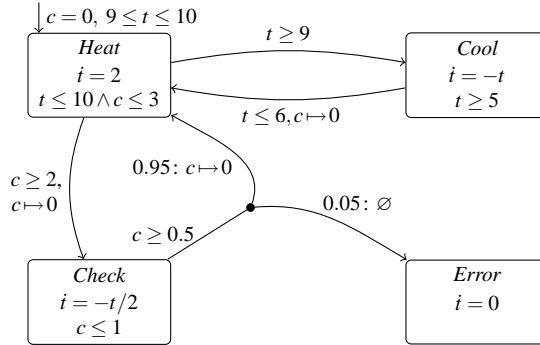 c = 0, 9 ≤ t ≤ 10
Heat
ṫ = 2
t ≤ 10 ∧ c ≤ 3
t ≥ 9
Cool
ṫ = −t
t ≥ 5
t ≤ 6, c ↦ 0
c ≥ 2,
c ↦ 0
0.95: c ↦ 0
0.05: ∅
c ≥ 0.5
Check
ṫ = −t/2
c ≤ 1
Error
ṫ = 0